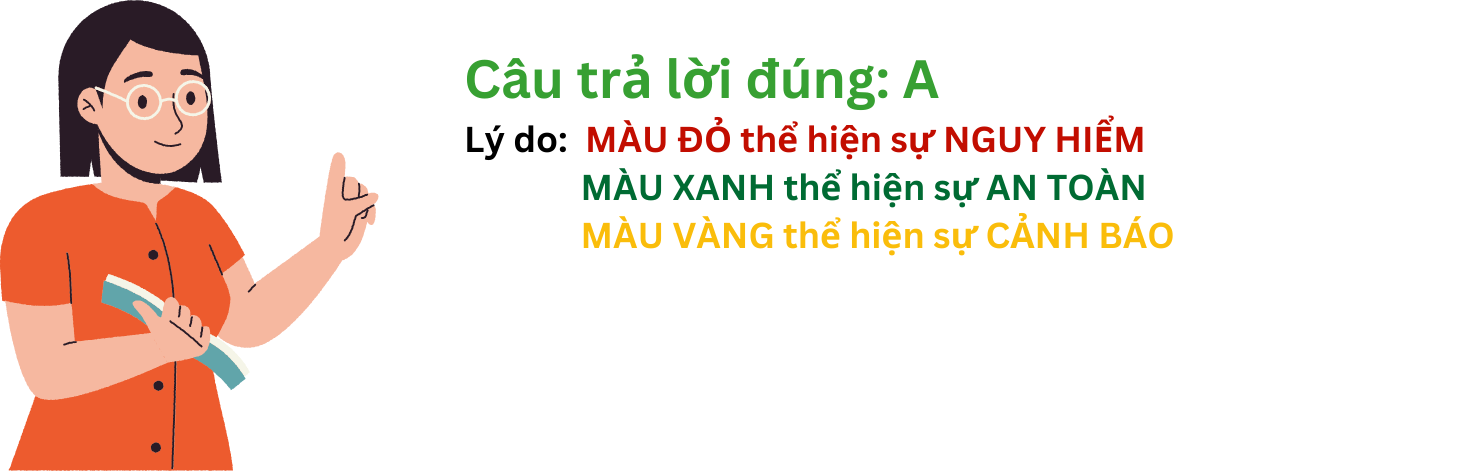 Câu trả lời đúng: A
Lý do: MÀU ĐỎ thể hiện sự NGUY HIỂM
MÀU XANH thể hiện sự AN TOÀN
MÀU VÀNG thể hiện sự CẢNH BÁO